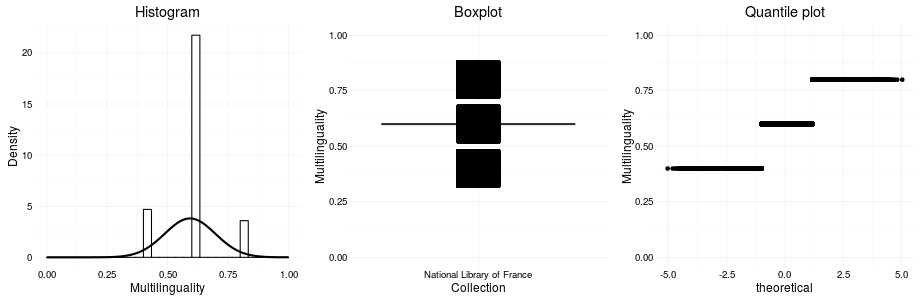 Histogram
Density
20
15
10
5
0
0.00 0.25 0.50 0.75 1.00
Multilinguality
Boxplot
Multilinguality
1.00
0.75
0.50
0.25
0.00
National Library of France
Collection
Quantile plot
Multilinguality
1.00
0.75
0.50
0.25
0.00
-5.0 -2.5 0.0 2.5 5.0
theoretical